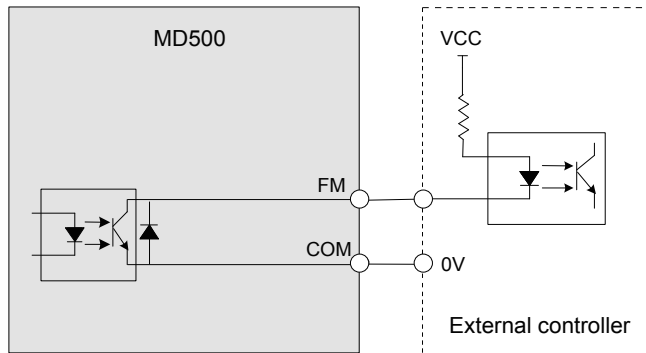 MD500
VCC
FM
COM
0V
External controller